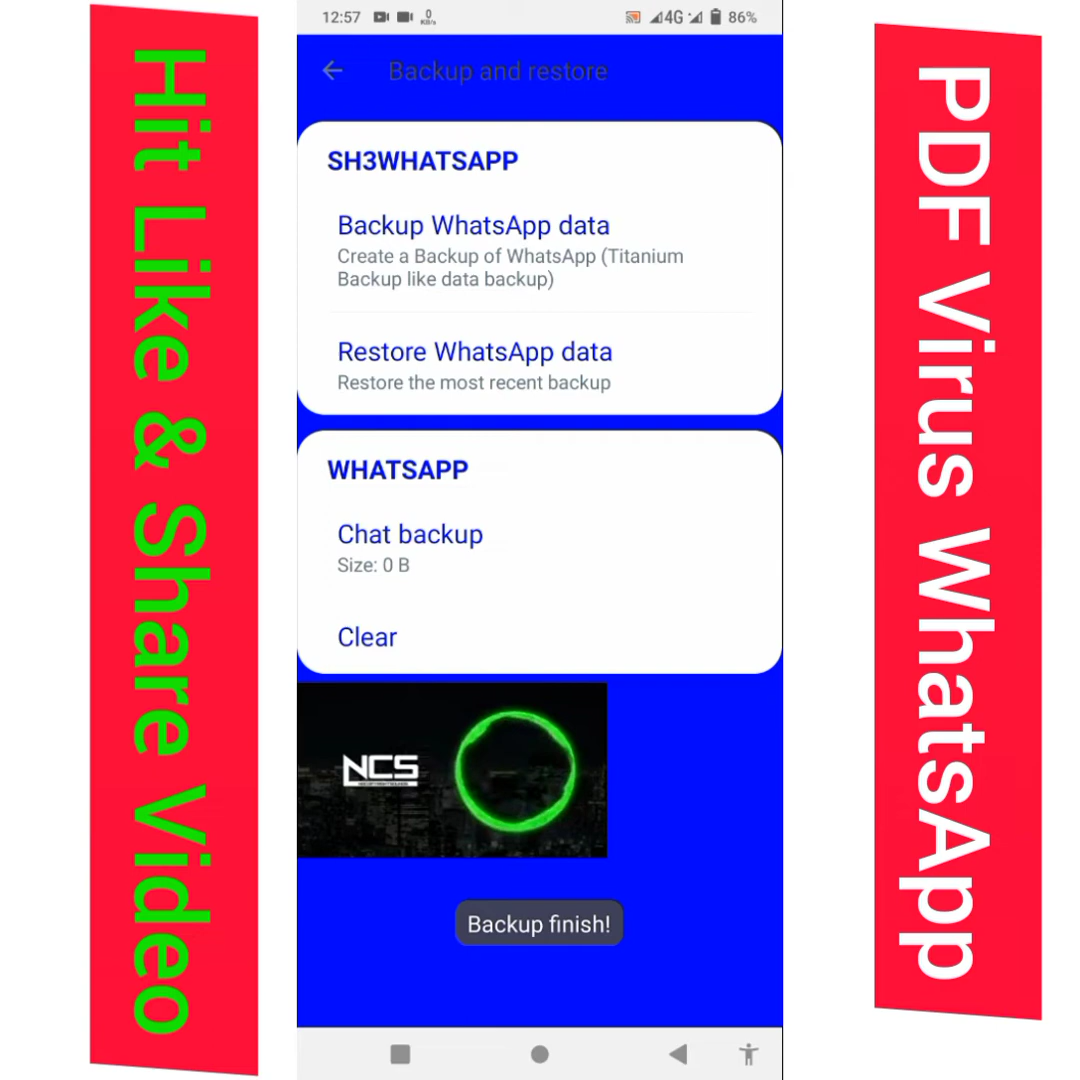 Hit Like & Share Video
12:57
0
KB/s
4G
86%
Backup and restore
SH3WHATSAPP
Backup WhatsApp data
Create a Backup of WhatsApp (Titanium
Backup like data backup)
Restore WhatsApp data
Restore the most recent backup
WHATSAPP
Chat backup
Size: 0 B
Clear
NCS
Backup finish!
PDF Virus WhatsApp